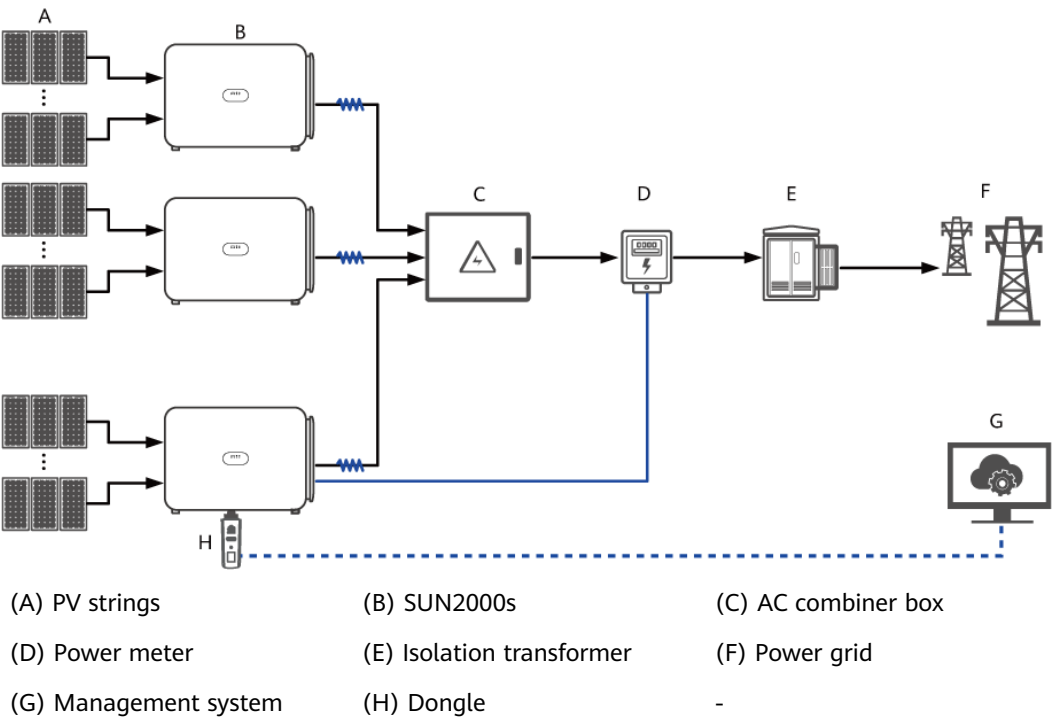 A
B
C
D
E
F
G
H
(A) PV strings
(B) SUN2000s
(C) AC combiner box
(D) Power meter
(E) Isolation transformer
(F) Power grid
(G) Management system
(H) Dongle
-